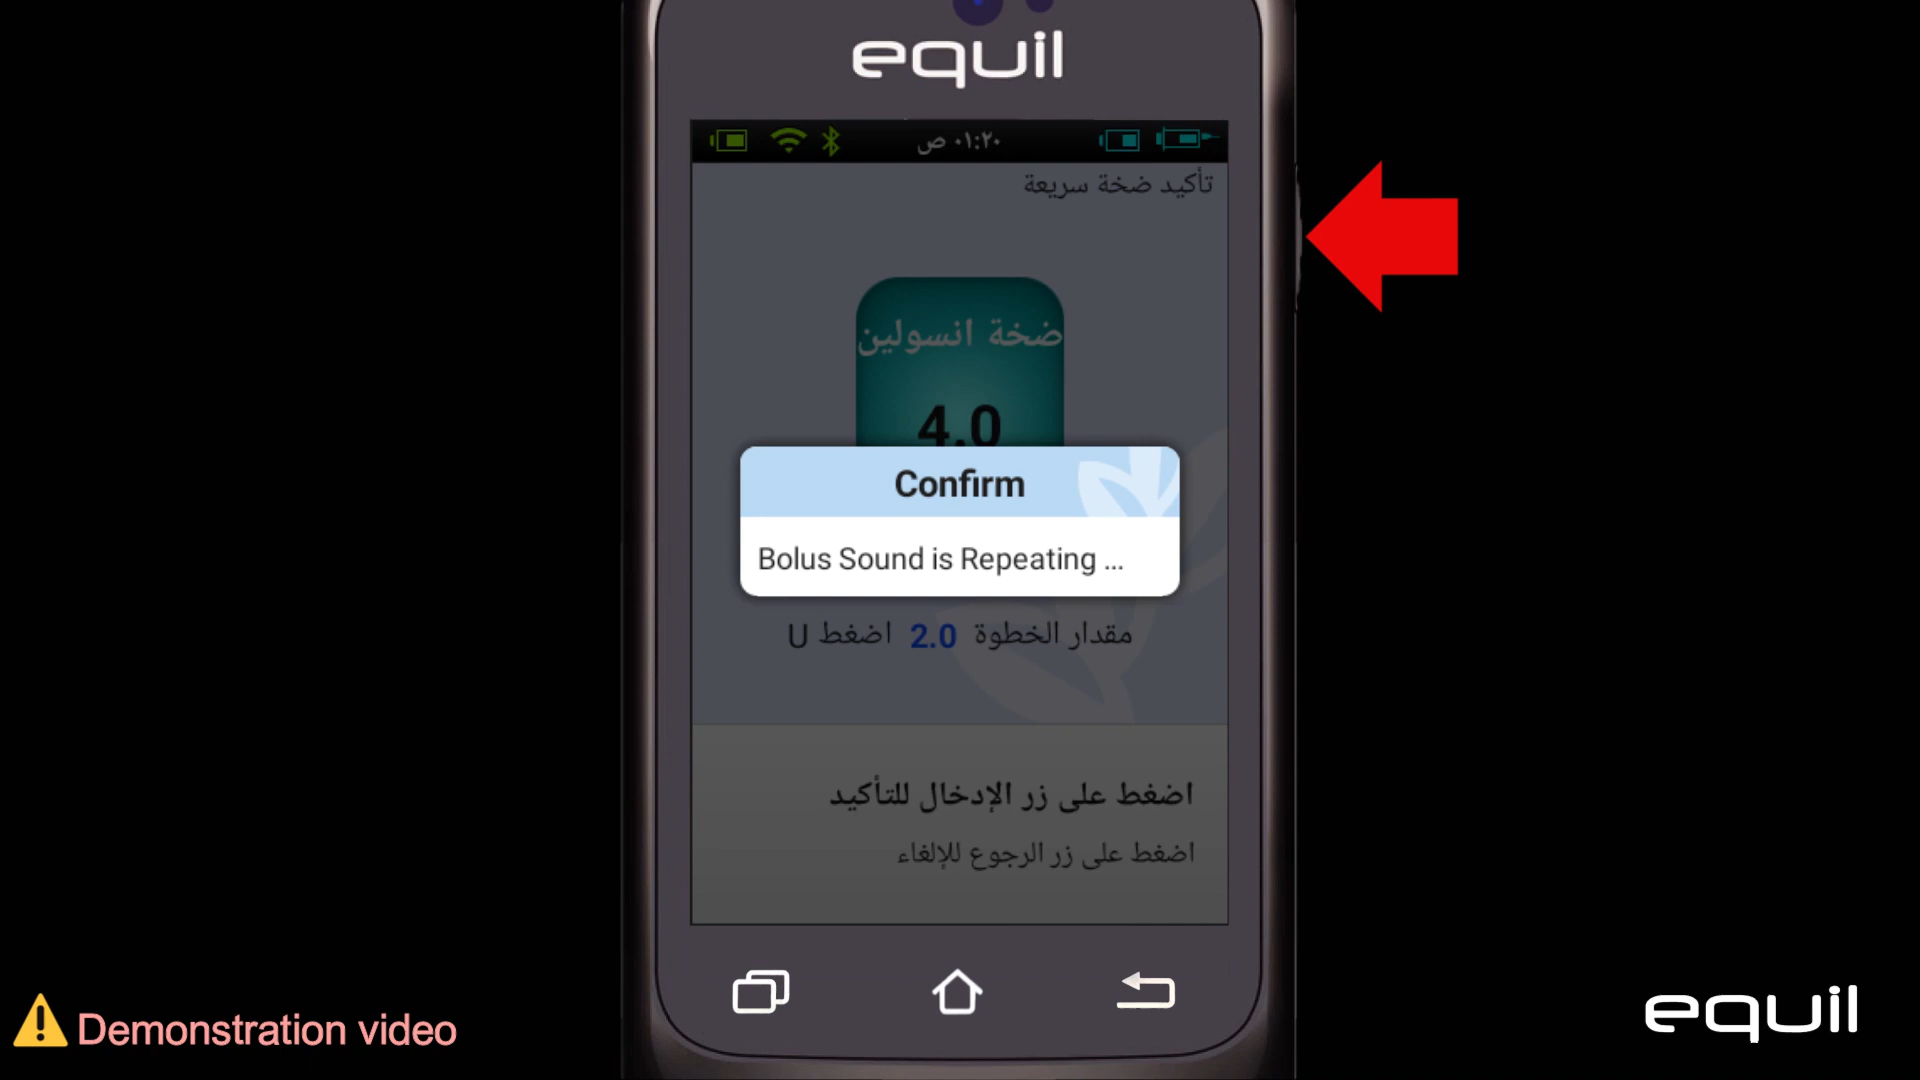 equil
٠١:٢٠ ص
تأكيد ضخة سريعة
ضخة انسولين
4.0
Confirm
Bolus Sound is Repeating ...
مقدار الخطوة 2.0 اضغط U
اضغط على زر الإدخال للتأكيد
اضغط على زر الرجوع للإلغاء
Demonstration video
equil